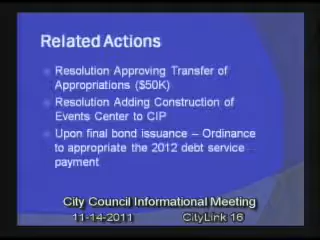 Related Actions
Resolution Approving Transfer of
Appropriations ($50K)
Resolution Adding Construction of
Events Center to CIP
Upon final bond issuance – Ordinance
to appropriate the 2012 debt service
payment
City Council Informational Meeting
11-14-2011 CityLink 16